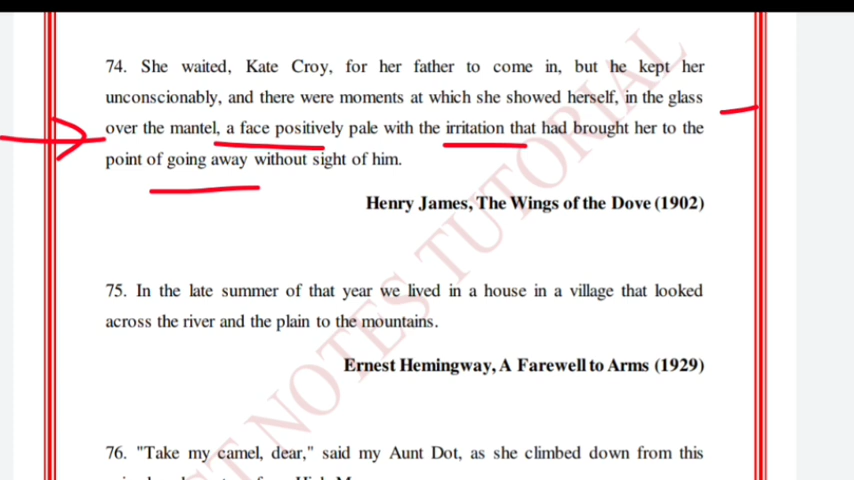 74. She waited, Kate Croy, for her father to come in, but he kept her
unconscionably, and there were moments at which she showed herself, in the glass
over the mantel, a face positively pale with the irritation that had brought her to the
point of going away without sight of him.
Henry James, The Wings of the Dove (1902)
75. In the late summer of that year we lived in a house in a village that looked
across the river and the plain to the mountains.
Ernest Hemingway, A Farewell to Arms (1929)
76. "Take my camel, dear," said my Aunt Dot, as she climbed down from this
NOTES TUTORIAL